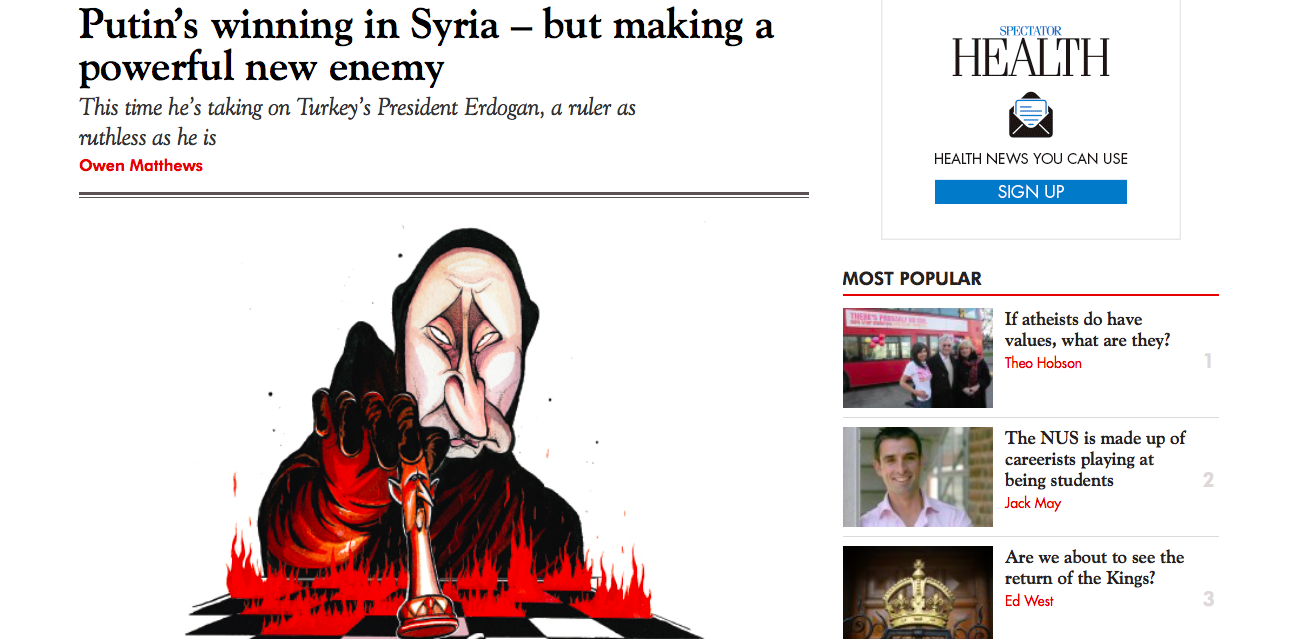 Putin's winning in Syria – but making a
powerful new enemy
This time he's taking on Turkey's President Erdogan, a ruler as
ruthless as he is
Owen Matthews
SPECTATOR
HEALTH
HEALTH NEWS YOU CAN USE
SIGN UP
MOST POPULAR
THERE'S PROBABLY NO GOD.
If atheists do have
values, what are they?
Theo Hobson
1
The NUS is made up of
careerists playing at
being students
Jack May
2
Are we about to see the
return of the Kings?
Ed West
3